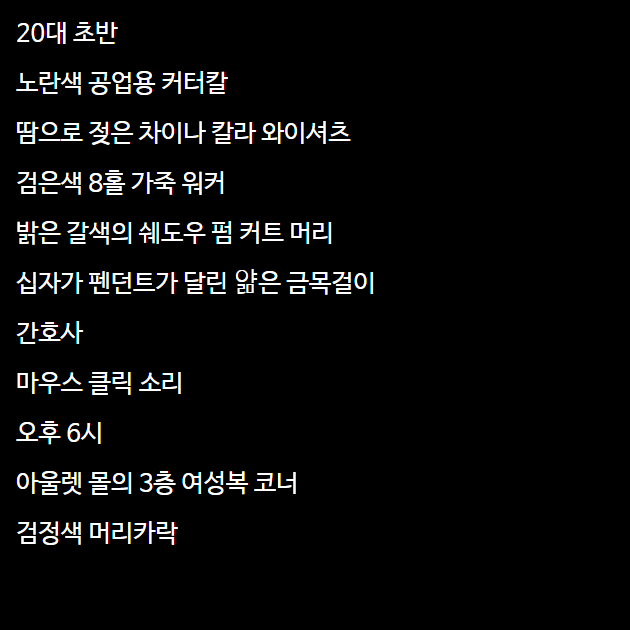 20대 초반
노란색 공업용 커터칼
땀으로 젖은 차이나 칼라 와이셔츠
검은색 8홀 가죽 워커
밝은 갈색의 쉐도우 펌 커트 머리
십자가 펜던트가 달린 얇은 금목걸이
간호사
마우스 클릭 소리
오후 6시
아울렛 몰의 3층 여성복 코너
검정색 머리카락